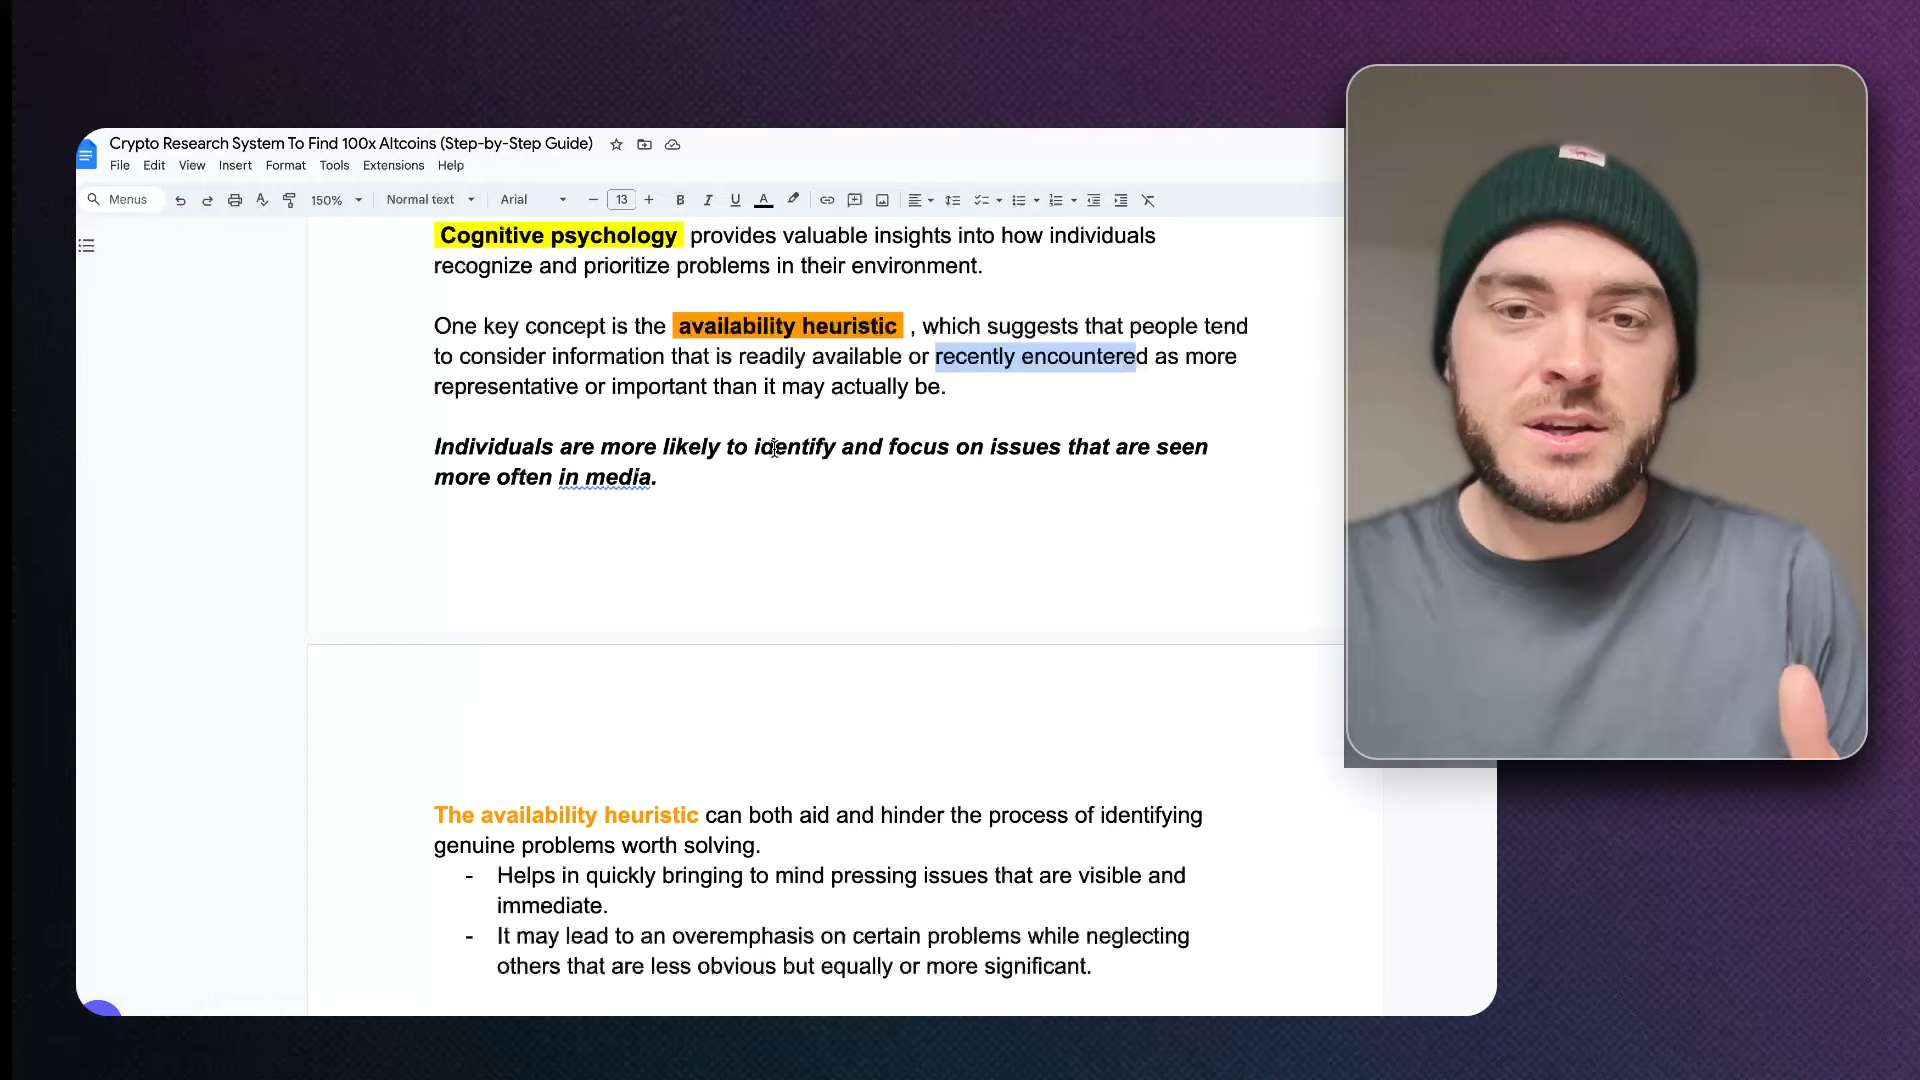 Crypto Research System To Find 100x Altcoins (Step-by-Step Guide)
File Edit View Insert Format Tools Extensions Help
Menus 150% Normal text Arial 13
Cognitive psychology provides valuable insights into how individuals
recognize and prioritize problems in their environment.
One key concept is the availability heuristic , which suggests that people tend
to consider information that is readily available or recently encountered as more
representative or important than it may actually be.
Individuals are more likely to identify and focus on issues that are seen
more often in media.
The availability heuristic can both aid and hinder the process of identifying
genuine problems worth solving.
- Helps in quickly bringing to mind pressing issues that are visible and
immediate.
- It may lead to an overemphasis on certain problems while neglecting
others that are less obvious but equally or more significant.